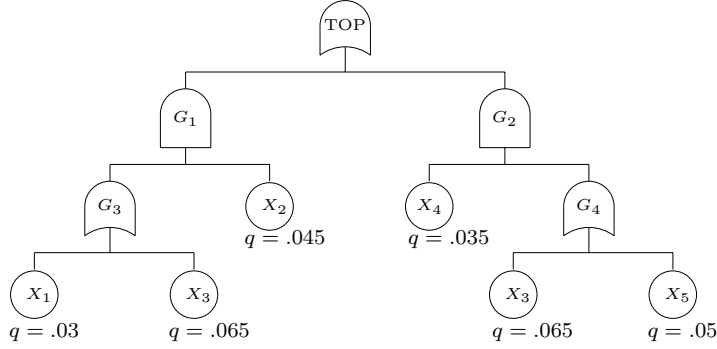 TOP
G₁ G₂
G₃ X₂ X₄ G₄
q = .045 q = .035
X₁ X₃ X₃ X₅
q = .03 q = .065 q = .065 q = .05